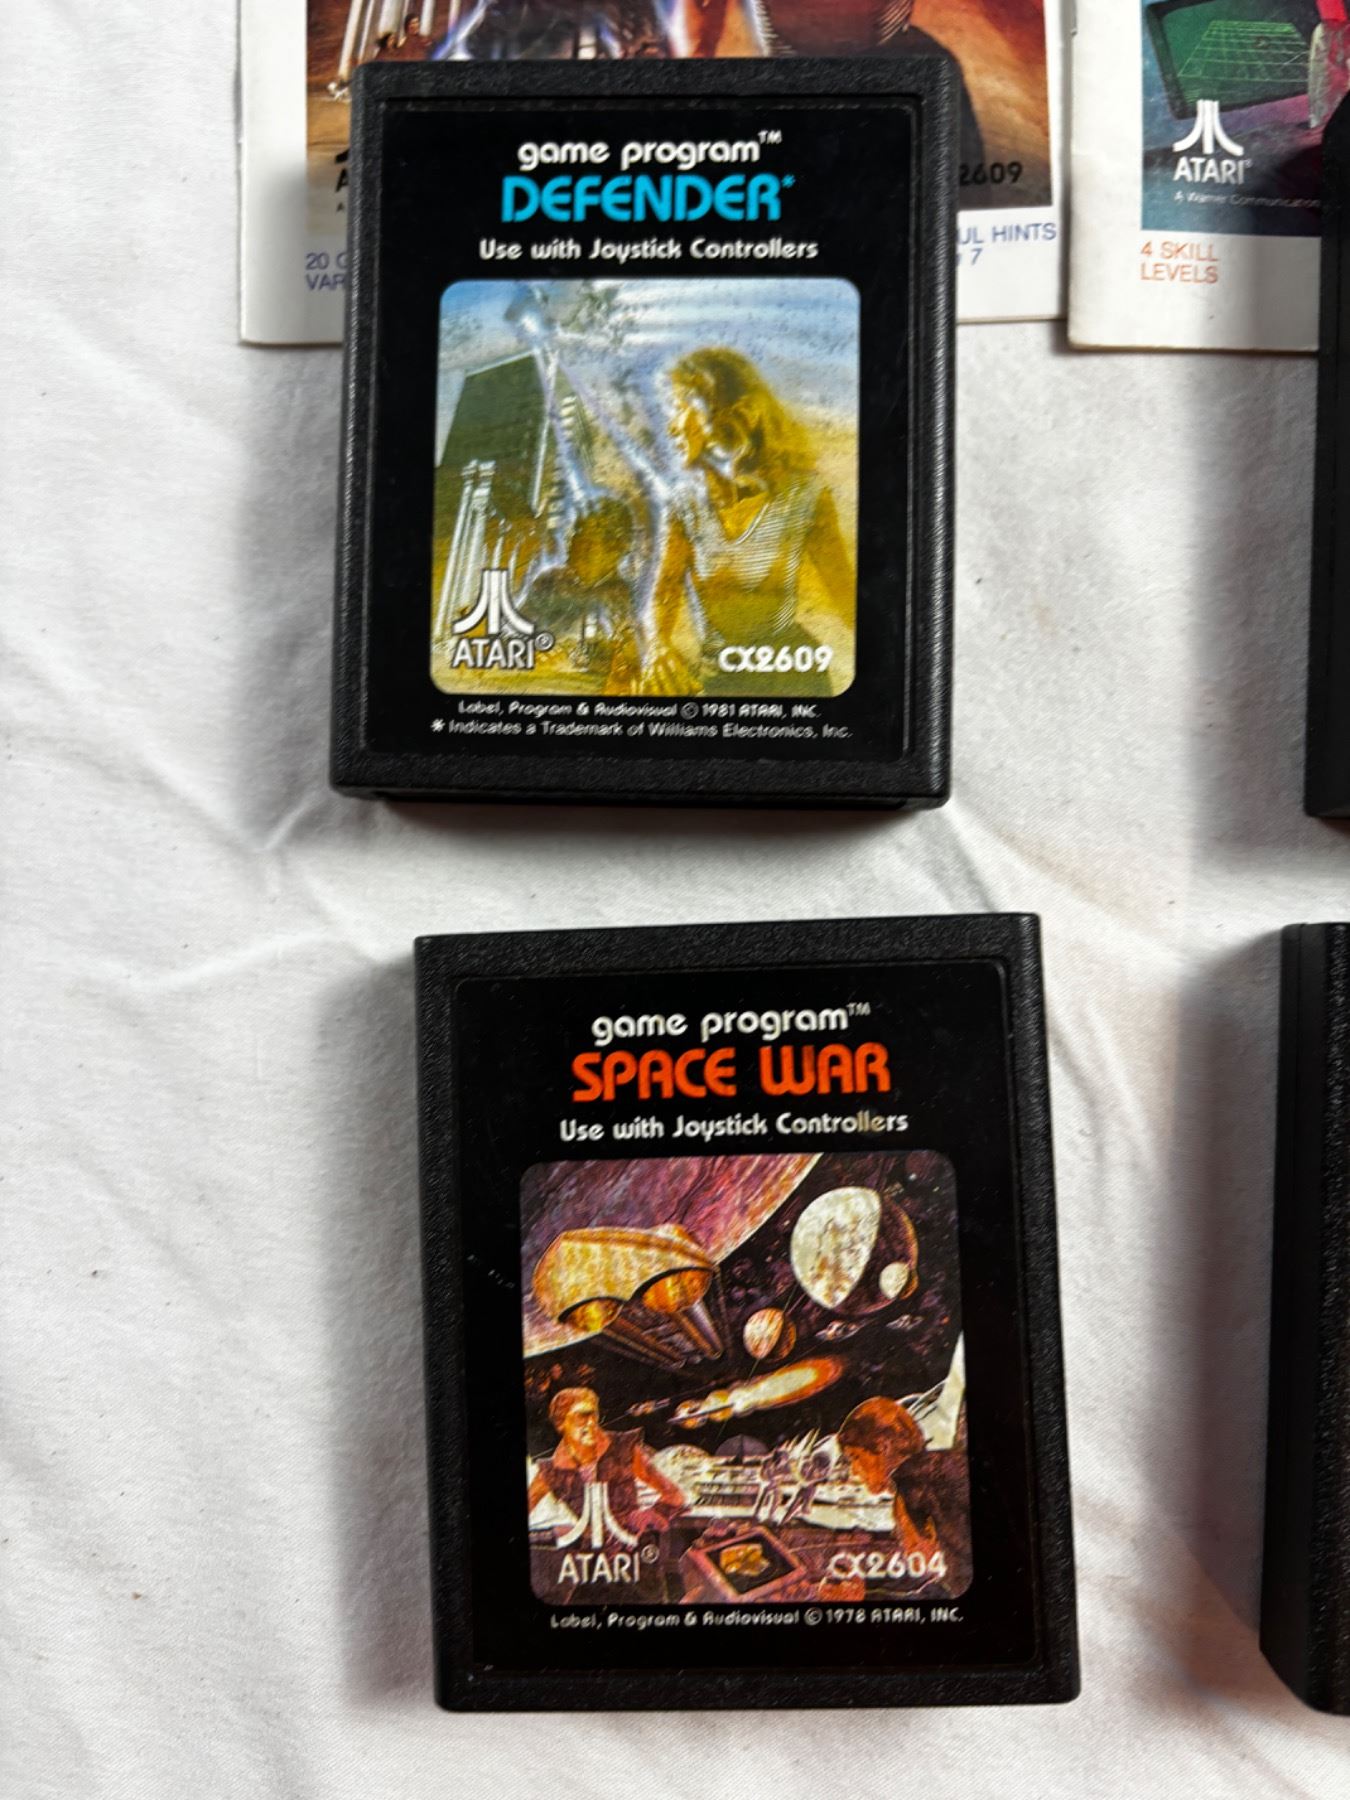 2609
20
UL HINTS
7
ATARI®
A Warner Communication
4 SKILL
LEVELS
game program™
DEFENDER*
Use with Joystick Controllers
ATARI®
CX2609
Label, Program & Audiovisual © 1981 ATARI, INC.
* Indicates a Trademark of Williams Electronics, Inc.
game program™
SPACE WAR
Use with Joystick Controllers
ATARI®
CX2604
Label, Program & Audiovisual © 1978 ATARI, INC.